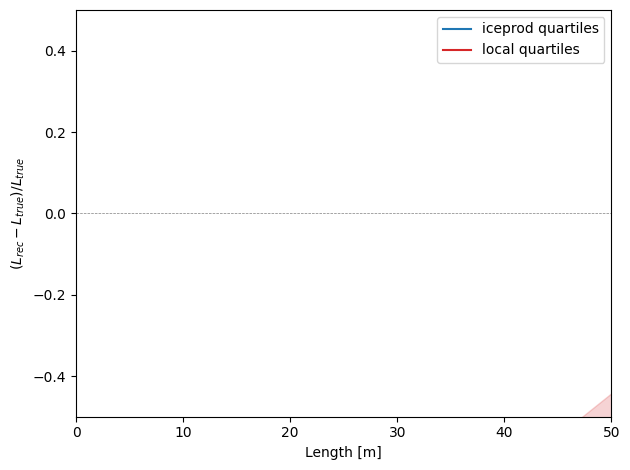 iceprod quartiles
local quartiles
0.4
0.2
0.0
−0.2
−0.4
(L_rec − L_true)/L_true
0 10 20 30 40 50
Length [m]